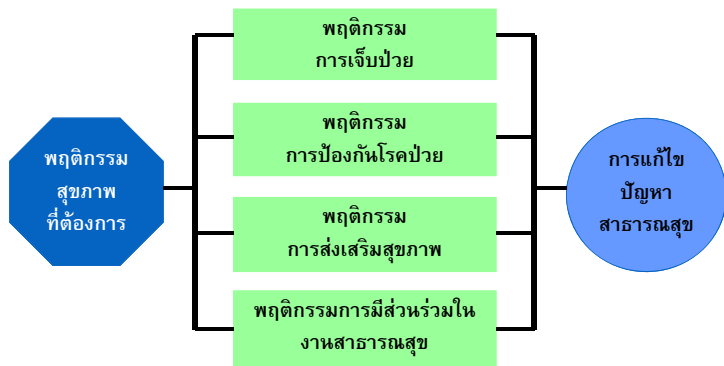 พฤติกรรม
สุขภาพ
ที่ต้องการ
พฤติกรรม
การเจ็บป่วย
พฤติกรรม
การป้องกันโรคป่วย
พฤติกรรม
การส่งเสริมสุขภาพ
พฤติกรรมการมีส่วนร่วมใน
งานสาธารณสุข
การแก้ไข
ปัญหา
สาธารณสุข